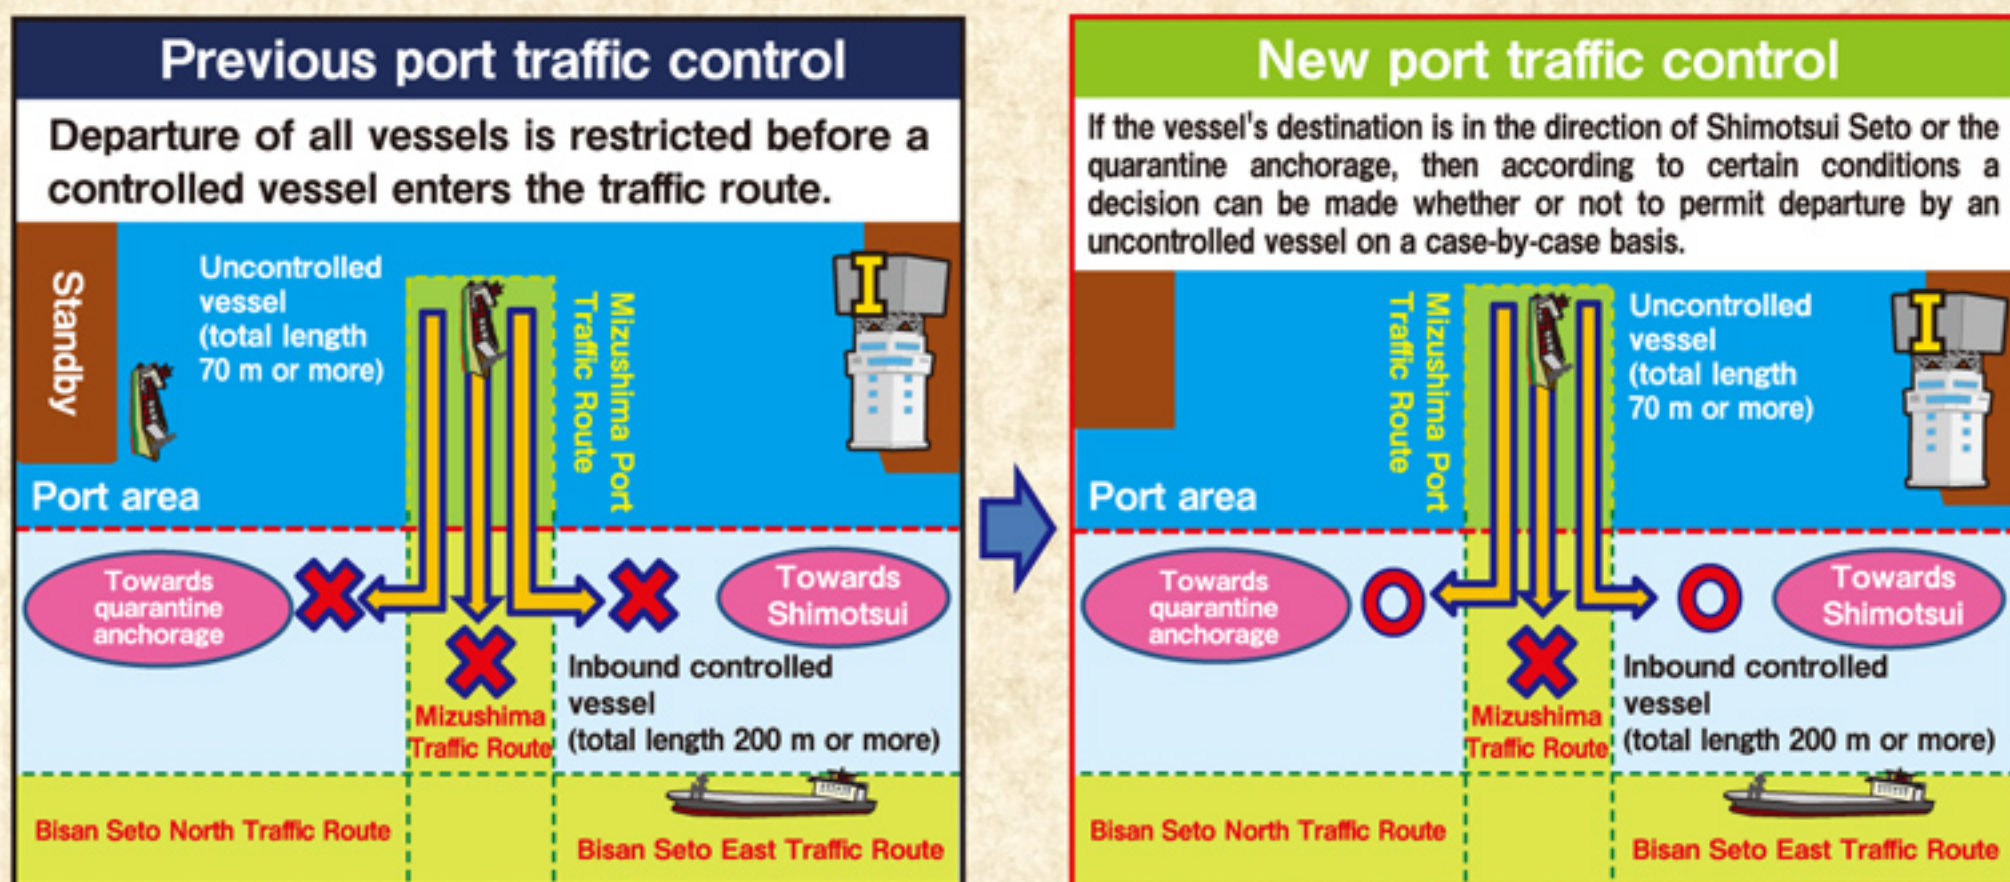 Previous port traffic control
Departure of all vessels is restricted before a
controlled vessel enters the traffic route.
Standby
Uncontrolled
vessel
(total length
70 m or more)
Mizushima Port
Traffic Route
I
Port area
Towards
quarantine
anchorage
Towards
Shimotsui
Inbound controlled
vessel
(total length 200 m or more)
Mizushima
Traffic Route
Bisan Seto North Traffic Route
Bisan Seto East Traffic Route
New port traffic control
If the vessel's destination is in the direction of Shimotsui Seto or the
quarantine anchorage, then according to certain conditions a
decision can be made whether or not to permit departure by an
uncontrolled vessel on a case-by-case basis.
Mizushima Port
Traffic Route
Uncontrolled
vessel
(total length
70 m or more)
I
Port area
Towards
quarantine
anchorage
Towards
Shimotsui
Inbound controlled
vessel
(total length 200 m or more)
Mizushima
Traffic Route
Bisan Seto North Traffic Route
Bisan Seto East Traffic Route